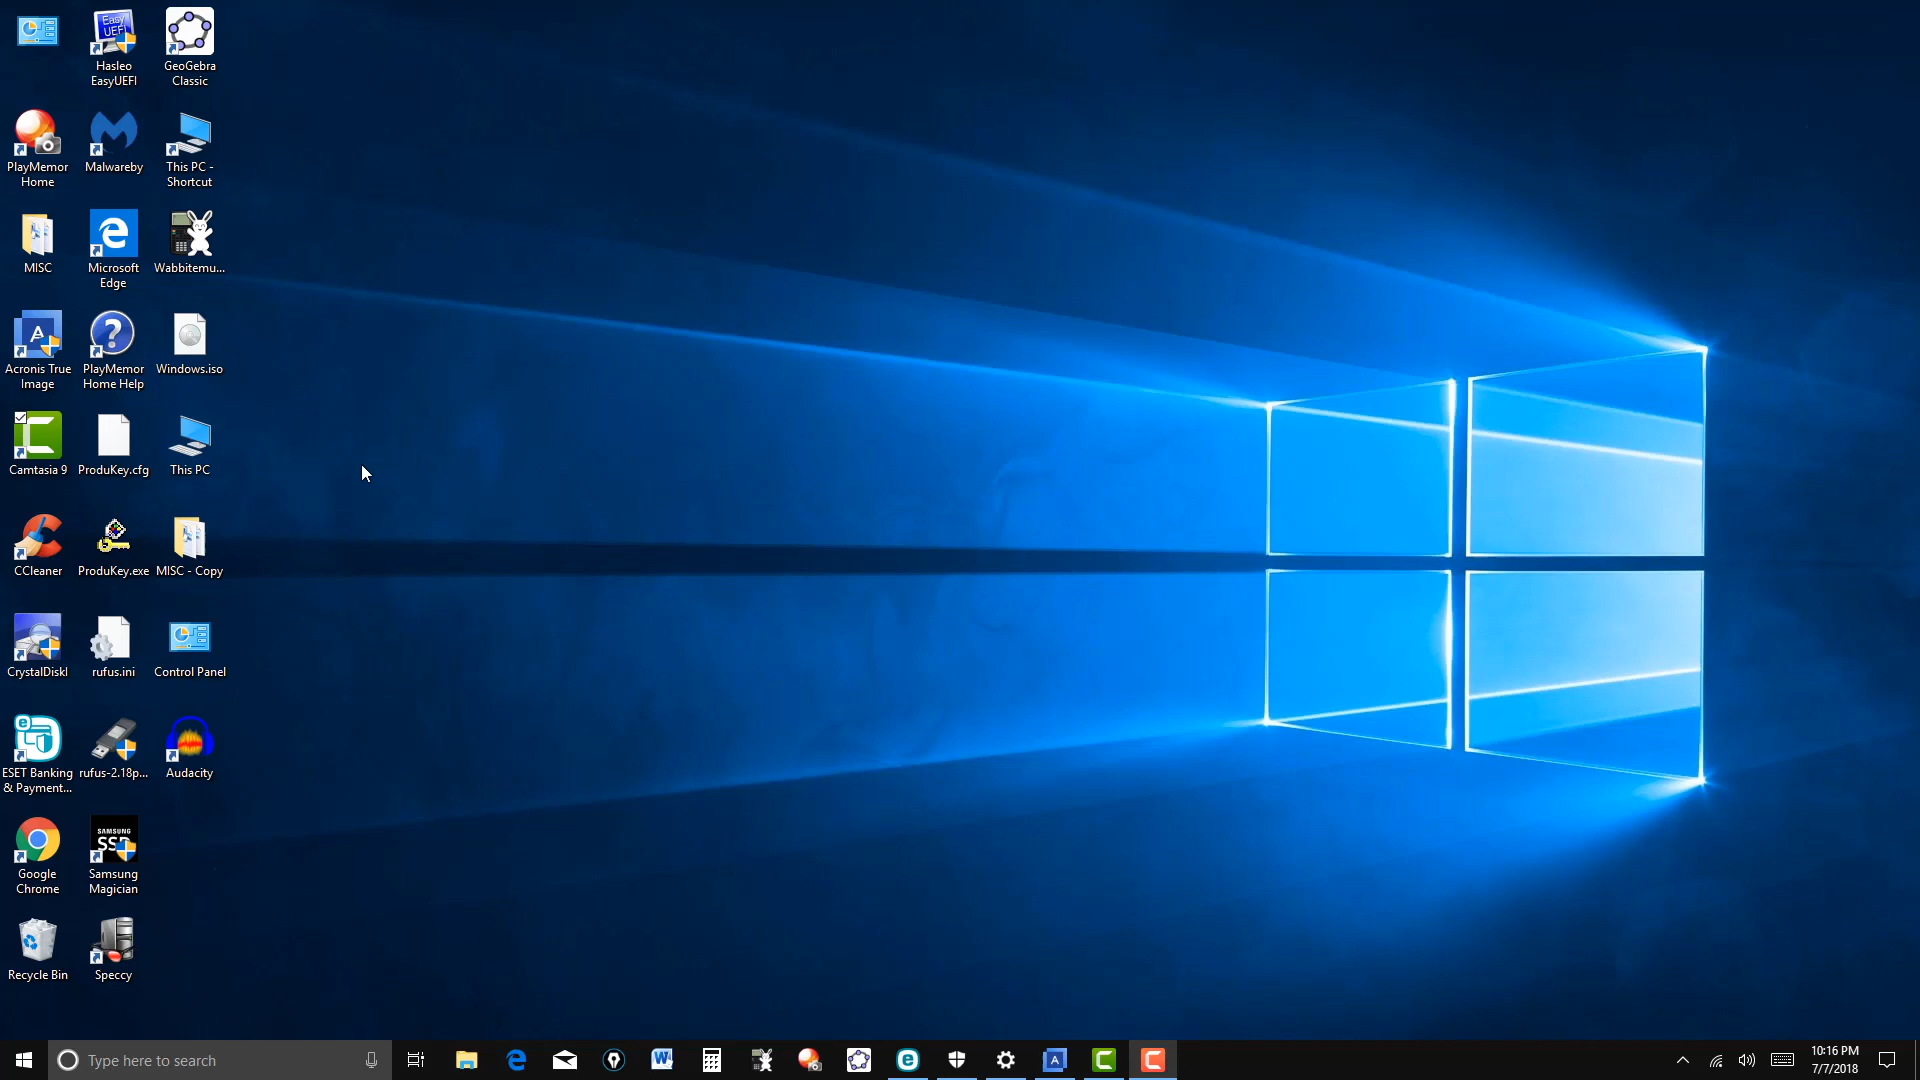 Easy
UEFI
Hasleo
EasyUEFI
GeoGebra
Classic
PlayMemor
Home
Malwareby
This PC -
Shortcut
MISC
Microsoft
Edge
Wabbitemu...
Acronis True
Image
PlayMemor
Home Help
Windows.iso
Camtasia 9
ProduKey.cfg
This PC
CCleaner
ProduKey.exe
MISC - Copy
CrystalDiskI
rufus.ini
Control Panel
ESET Banking
& Payment...
rufus-2.18p...
Audacity
Google
Chrome
SAMSUNG
SSD
Samsung
Magician
Recycle Bin
Speccy
Type here to search
10:16 PM
7/7/2018